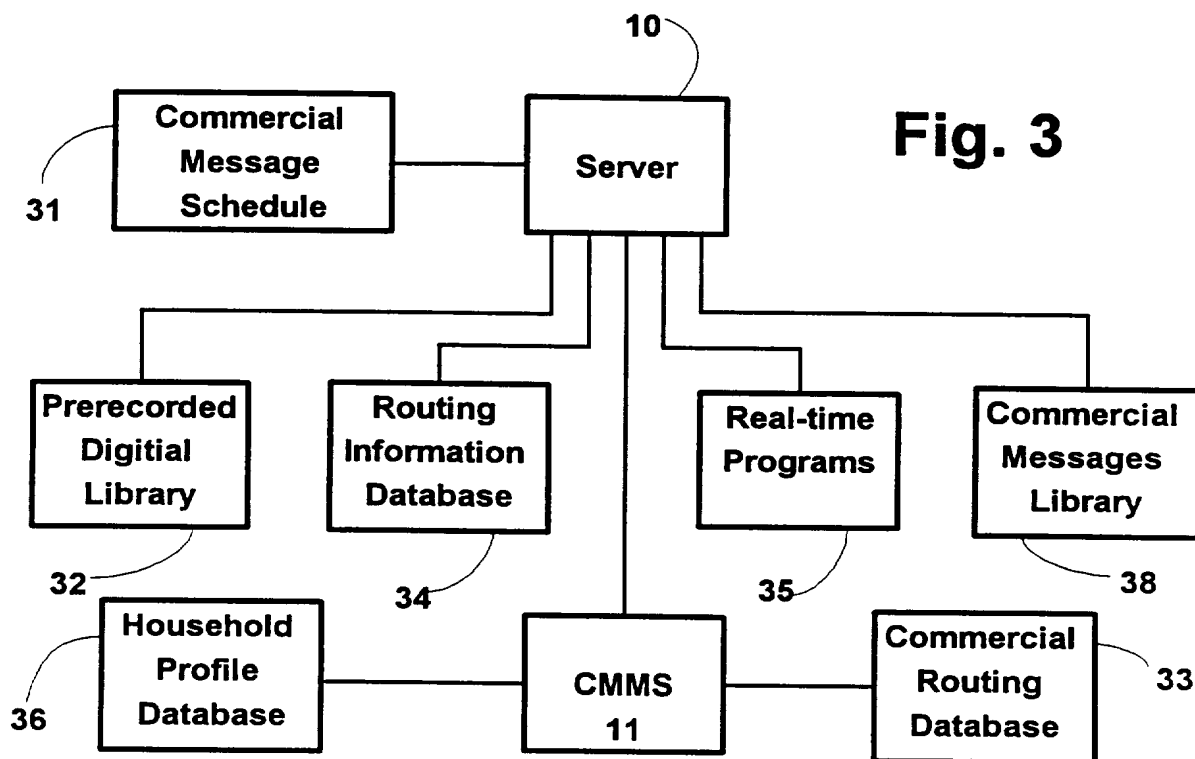 10
Commercial
Message
Schedule
31
Server
Fig. 3
Prerecorded
Digitial
Library
32
Routing
Information
Database
34
Real-time
Programs
35
Commercial
Messages
Library
38
Household
Profile
Database
36
CMMS
11
Commercial
Routing
Database
33